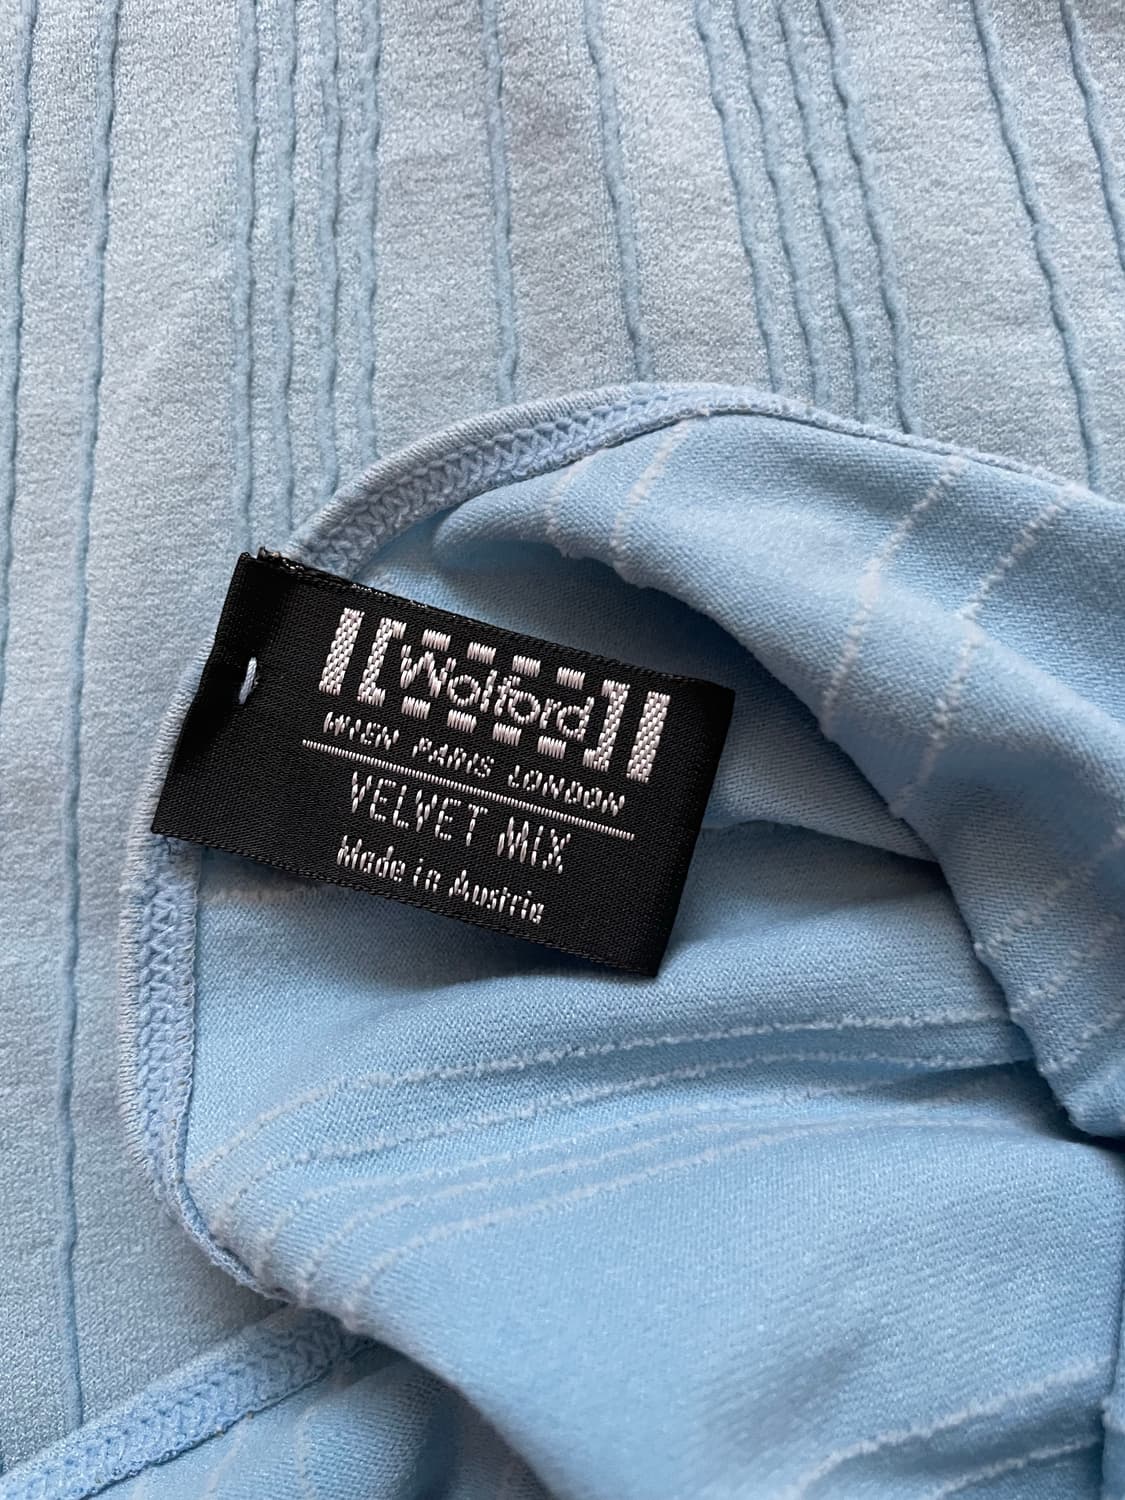 Wolford
WIEN PARIS LONDON
VELVET MIX
Made in Austria